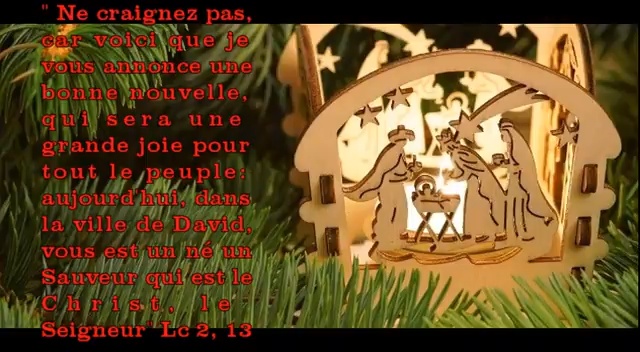 " Ne craignez pas,
car voici que je
vous annonce une
bonne nouvelle,
qui sera une
grande joie pour
tout le peuple:
aujourd'hui, dans
la ville de David,
vous est un né un
Sauveur qui est le
Christ, le
Seigneur" Lc 2, 13